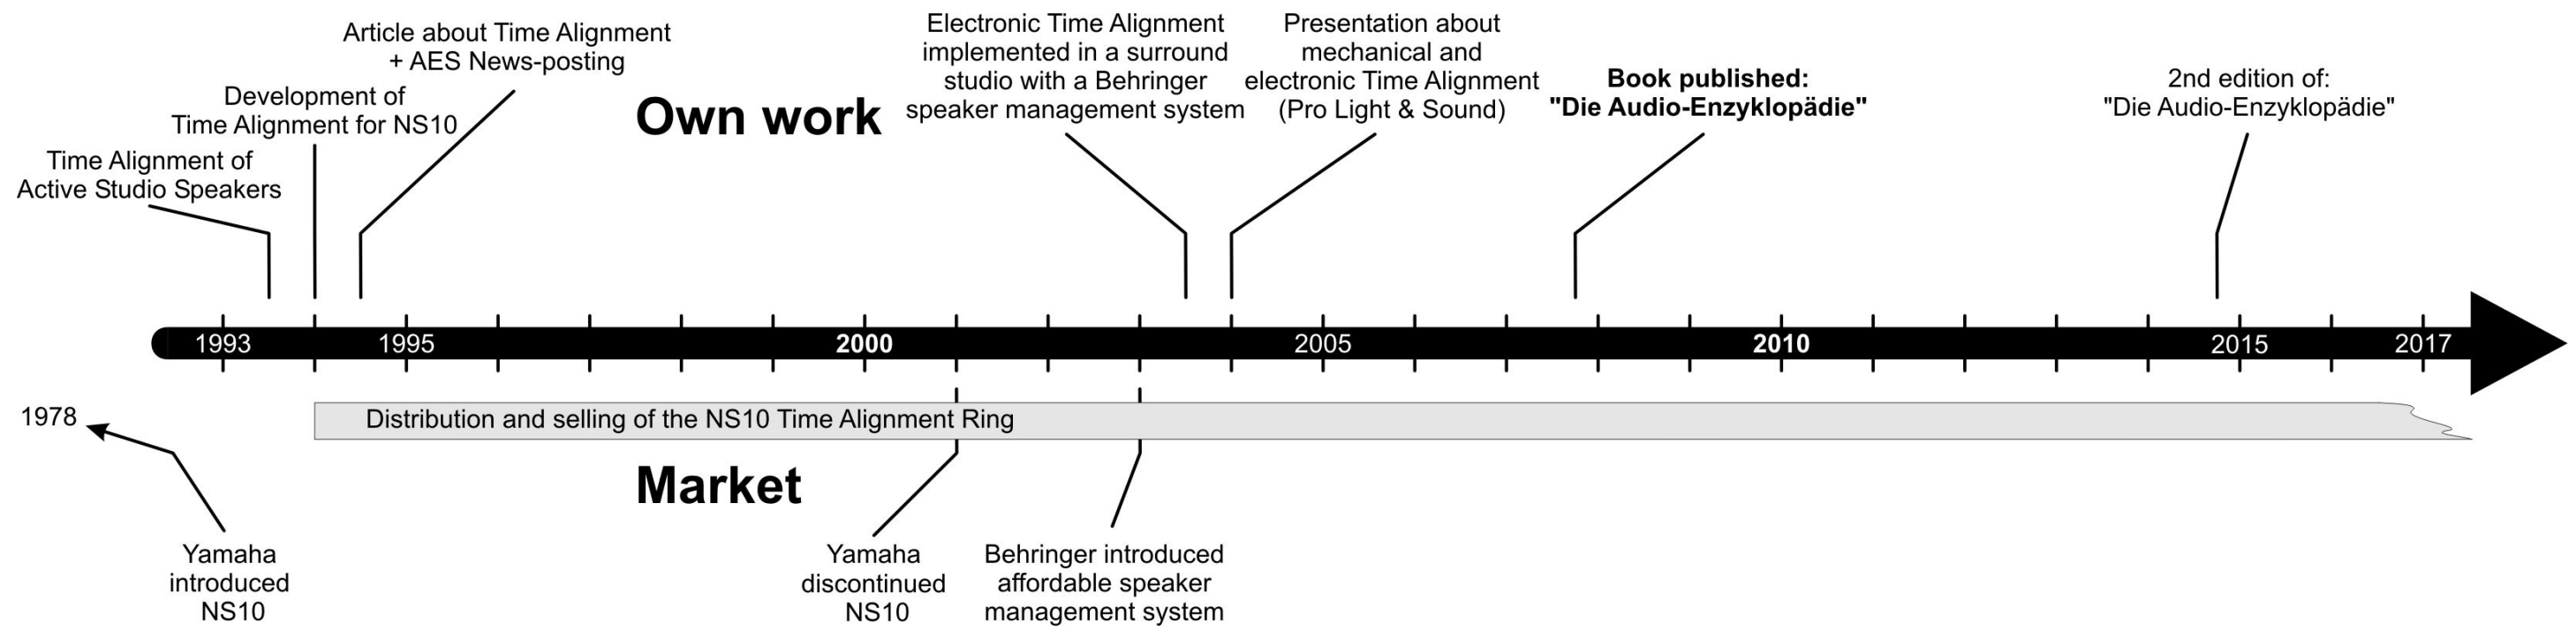 Article about Time Alignment
+ AES News-posting
Development of
Time Alignment for NS10
Time Alignment of
Active Studio Speakers
Own work
Electronic Time Alignment
implemented in a surround
studio with a Behringer
speaker management system
Presentation about
mechanical and
electronic Time Alignment
(Pro Light & Sound)
Book published:
"Die Audio-Enzyklopädie"
2nd edition of:
"Die Audio-Enzyklopädie"
1993 1995 2000 2005 2010 2015 2017
1978
Distribution and selling of the NS10 Time Alignment Ring
Market
Yamaha
introduced
NS10
Yamaha
discontinued
NS10
Behringer introduced
affordable speaker
management system